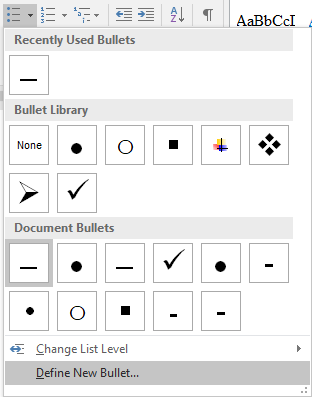 AaBbCcI
Recently Used Bullets
Bullet Library
None
Document Bullets
Change List Level
Define New Bullet...